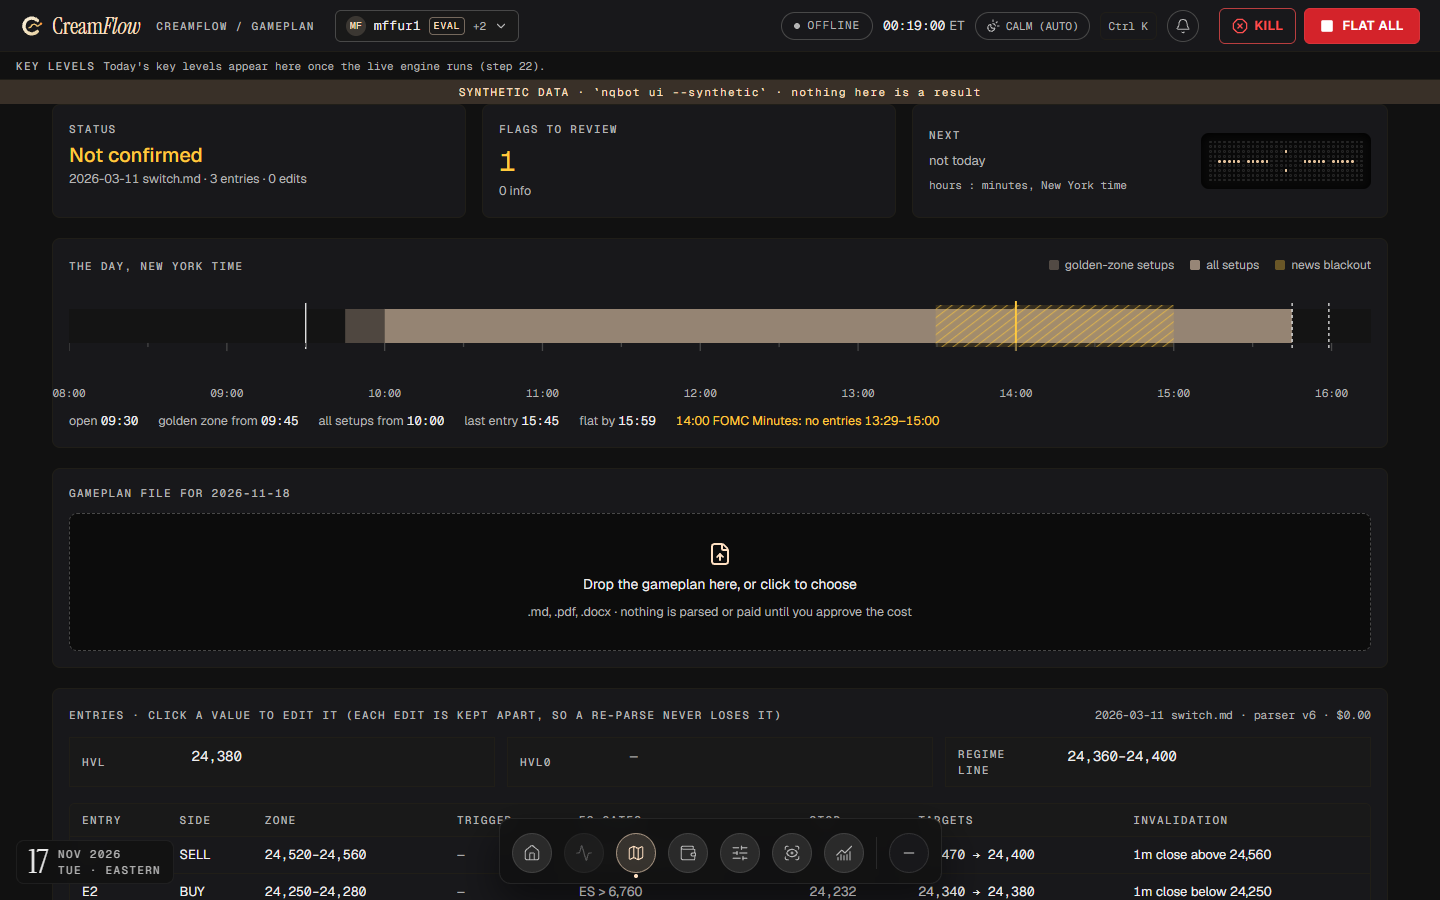 CreamFlow CREAMFLOW / GAMEPLAN MF mffur1 EVAL +2 OFFLINE 00:19:00 ET CALM (AUTO) Ctrl K KILL FLAT ALL
KEY LEVELS Today's key levels appear here once the live engine runs (step 22).
SYNTHETIC DATA · `nqbot ui --synthetic` · nothing here is a result
STATUS
Not confirmed
2026-03-11 switch.md · 3 entries · 0 edits
FLAGS TO REVIEW
1
0 info
NEXT
not today
hours : minutes, New York time
--:--
THE DAY, NEW YORK TIME
golden-zone setups all setups news blackout
08:00 09:00 10:00 11:00 12:00 13:00 14:00 15:00 16:00
open 09:30 golden zone from 09:45 all setups from 10:00 last entry 15:45 flat by 15:59 14:00 FOMC Minutes: no entries 13:29–15:00
GAMEPLAN FILE FOR 2026-11-18
Drop the gameplan here, or click to choose
.md, .pdf, .docx · nothing is parsed or paid until you approve the cost
ENTRIES · CLICK A VALUE TO EDIT IT (EACH EDIT IS KEPT APART, SO A RE-PARSE NEVER LOSES IT) 2026-03-11 switch.md · parser v6 · $0.00
HVL 24,380
HVL0 —
REGIME LINE 24,360–24,400
ENTRY SIDE ZONE TRIGGER TARGETS INVALIDATION
SELL 24,520–24,560 — 470 → 24,400 1m close above 24,560
E2 BUY 24,250–24,280 — ES > 6,760 24,232 24,340 → 24,380 1m close below 24,250
17 NOV 2026
TUE · EASTERN